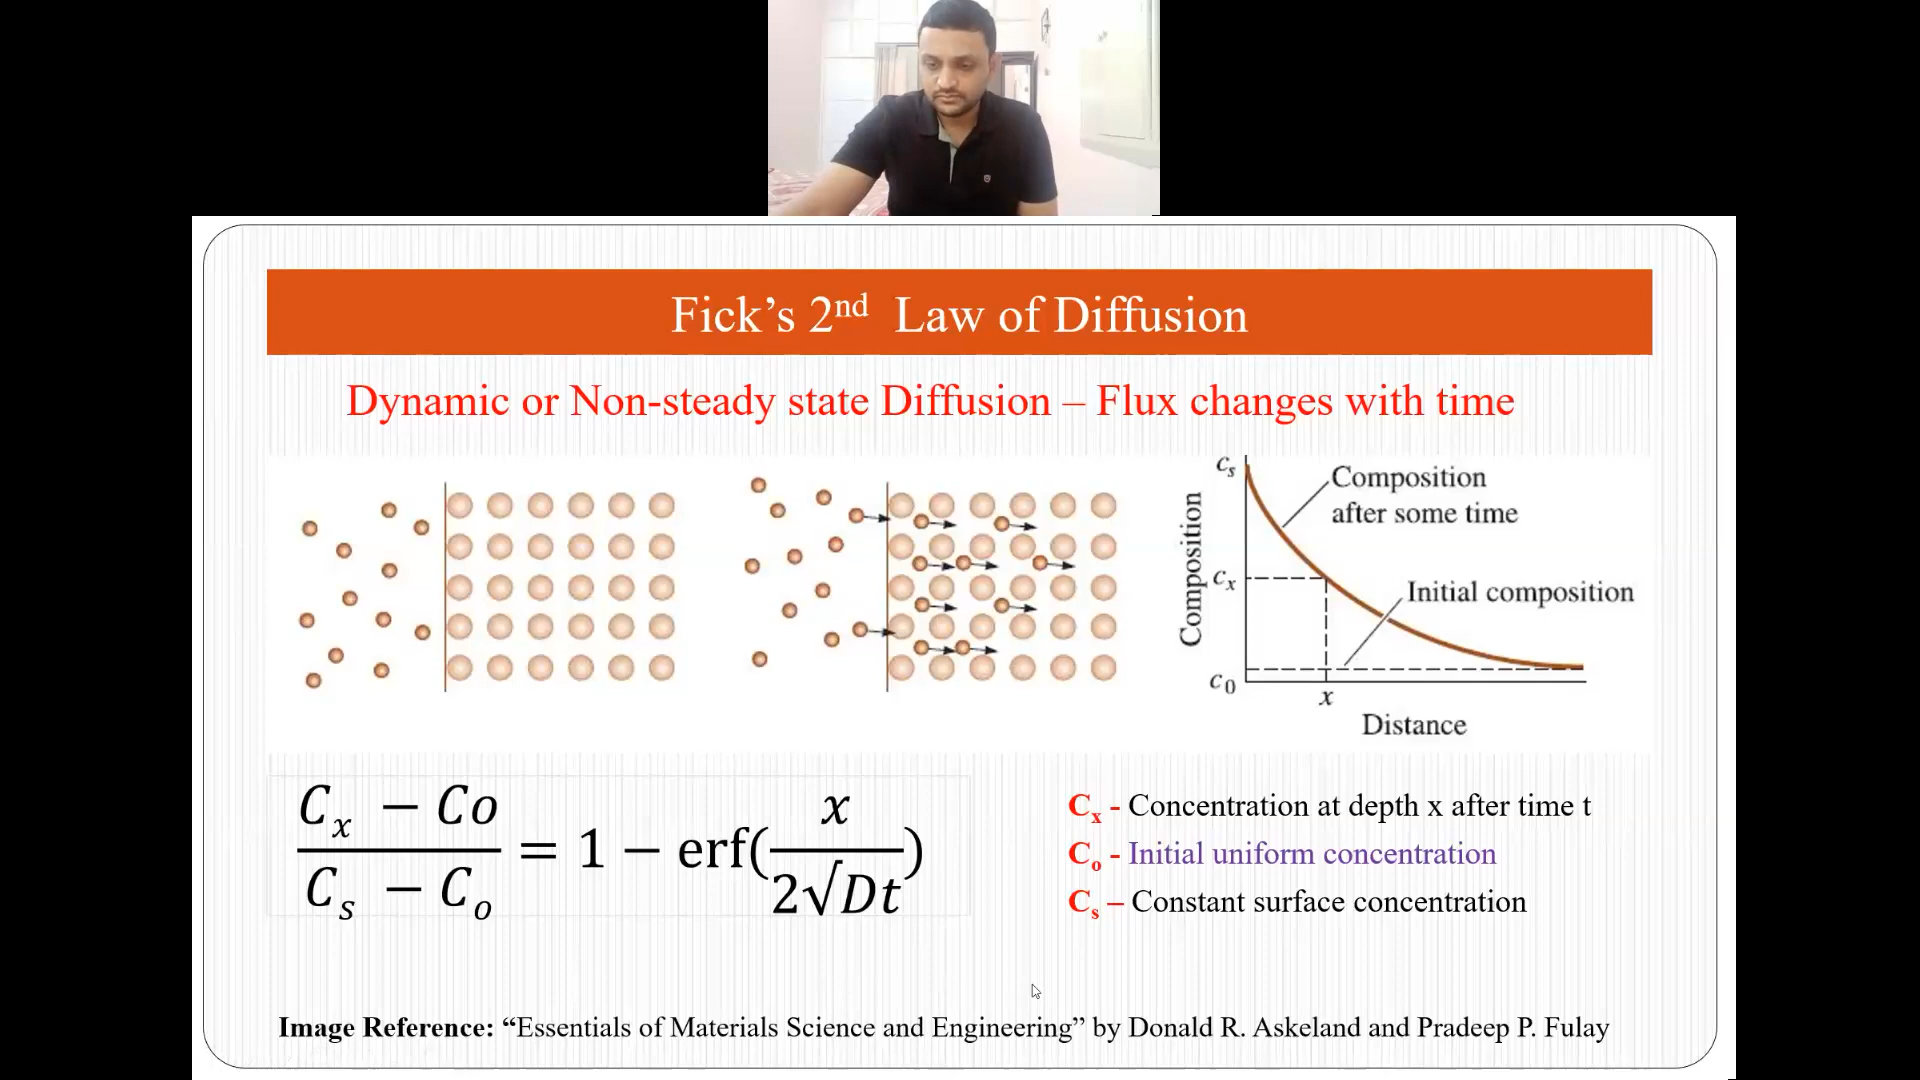 Fick’s 2nd Law of Diffusion
Dynamic or Non-steady state Diffusion – Flux changes with time
Composition
cs
cx
c0
Composition
after some time
Initial composition
x
Distance
Cx − Co
Cs − Co
= 1 − erf(
x
2√Dt
)
Cx - Concentration at depth x after time t
Co - Initial uniform concentration
Cs – Constant surface concentration
Image Reference: “Essentials of Materials Science and Engineering” by Donald R. Askeland and Pradeep P. Fulay